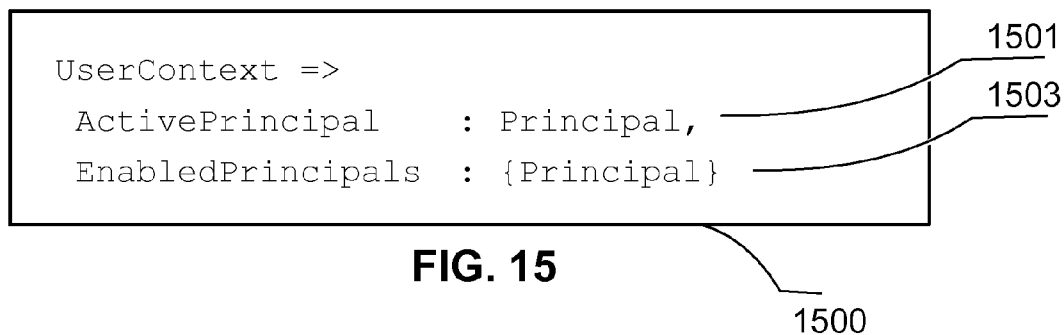 UserContext =>
ActivePrincipal : Principal,
EnabledPrincipals : {Principal}
1501
1503
FIG. 15
1500